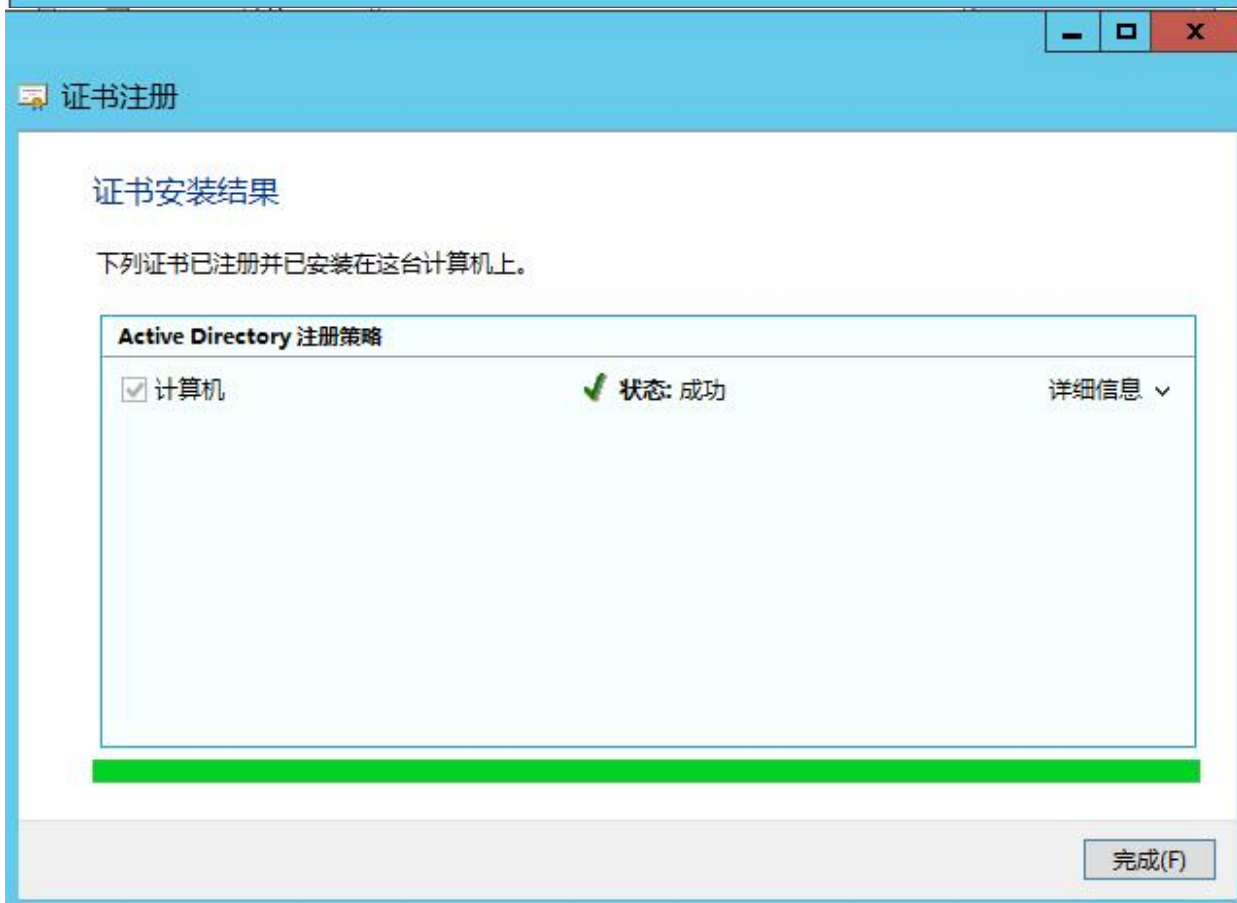 证书注册
证书安装结果
下列证书已注册并已安装在这台计算机上。
Active Directory 注册策略
计算机
状态: 成功
详细信息
完成(F)